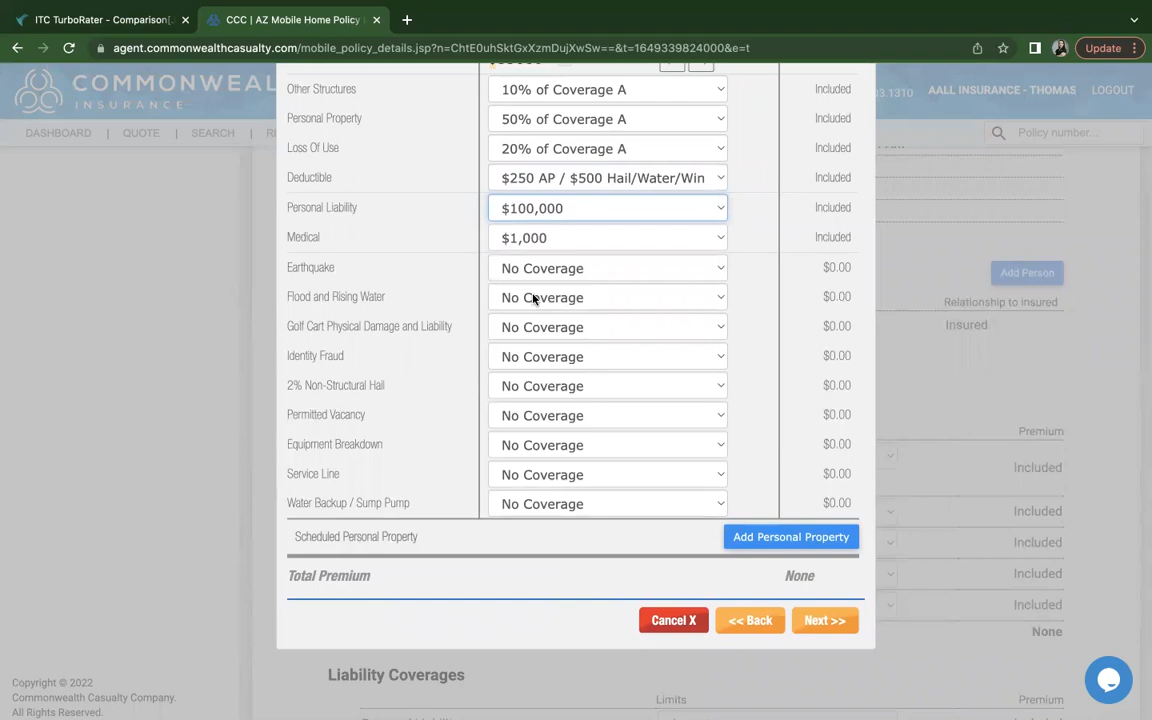 ITC TurboRater - Comparison[.
CCC | AZ Mobile Home Policy
agent.commonwealthcasualty.com/mobile_policy_details.jsp?n=ChtE0uhSktGxXzmDujXwSw==&t=1649339824000&e=t
Update
COMMONWEALTH
INSURANCE
03.1310
AALL INSURANCE - THOMAS
LOGOUT
DASHBOARD
QUOTE
SEARCH
Policy number...
Other Structures 10% of Coverage A Included
Personal Property 50% of Coverage A Included
Loss Of Use 20% of Coverage A Included
Deductible $250 AP / $500 Hail/Water/Win Included
Personal Liability $100,000 Included
Medical $1,000 Included
Earthquake No Coverage $0.00
Flood and Rising Water No Coverage $0.00
Golf Cart Physical Damage and Liability No Coverage $0.00
Identity Fraud No Coverage $0.00
2% Non-Structural Hail No Coverage $0.00
Permitted Vacancy No Coverage $0.00
Equipment Breakdown No Coverage $0.00
Service Line No Coverage $0.00
Water Backup / Sump Pump No Coverage $0.00
Scheduled Personal Property Add Personal Property
Total Premium None
Cancel X << Back Next >>
Add Person
Relationship to insured
Insured
Premium
Included
Included
Included
Included
Included
None
Liability Coverages
Limits Premium
Copyright © 2022
Commonwealth Casualty Company.
All Rights Reserved.